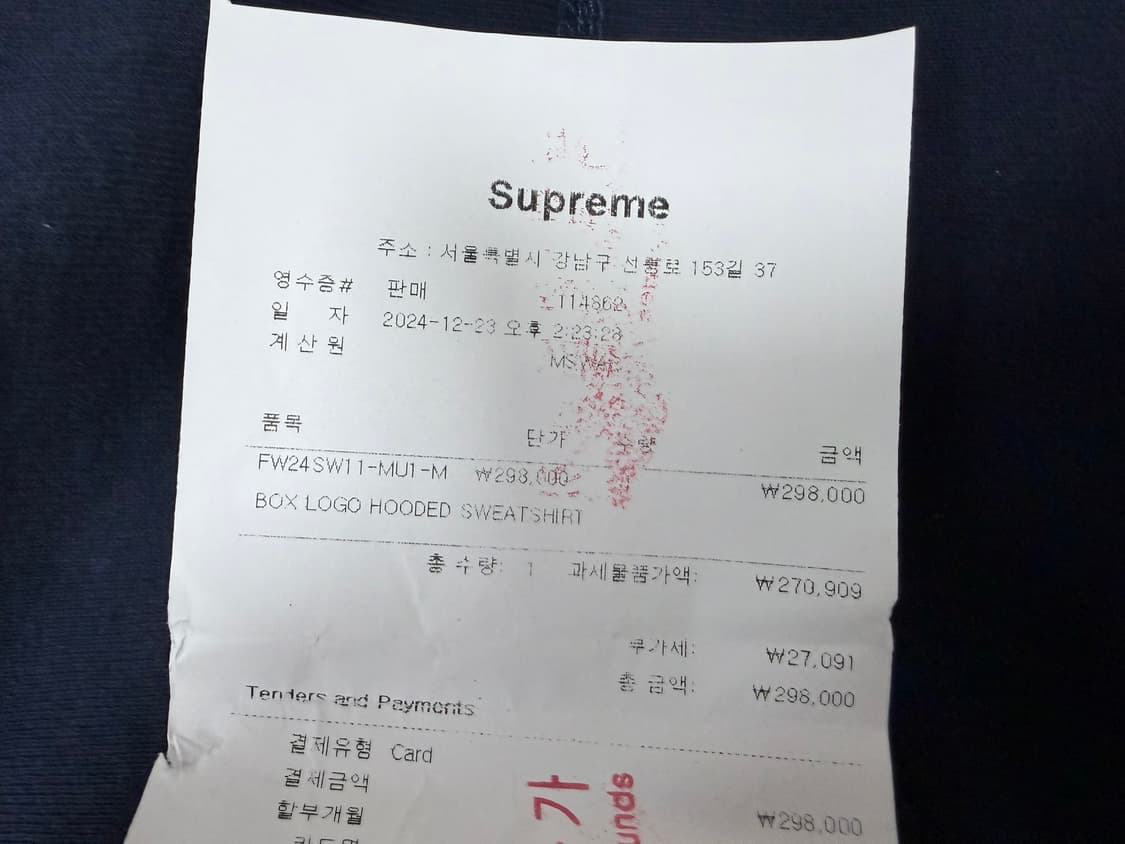 Supreme
주소 : 서울특별시 강남구 선릉로 153길 37
영수증# 판매 114862
일 자 2024-12-23 오후 2:23:28
계산원
품목 단가 수량 금액
FW24SW11-MU1-M ₩298,000 ₩298,000
BOX LOGO HOODED SWEATSHIRT
총 수량: 1 과세물품가액: ₩270,909
부가세: ₩27,091
총 금액: ₩298,000
Tenders and Payments
결제유형 Card
결제금액 ₩298,000
할부개월
가
unds